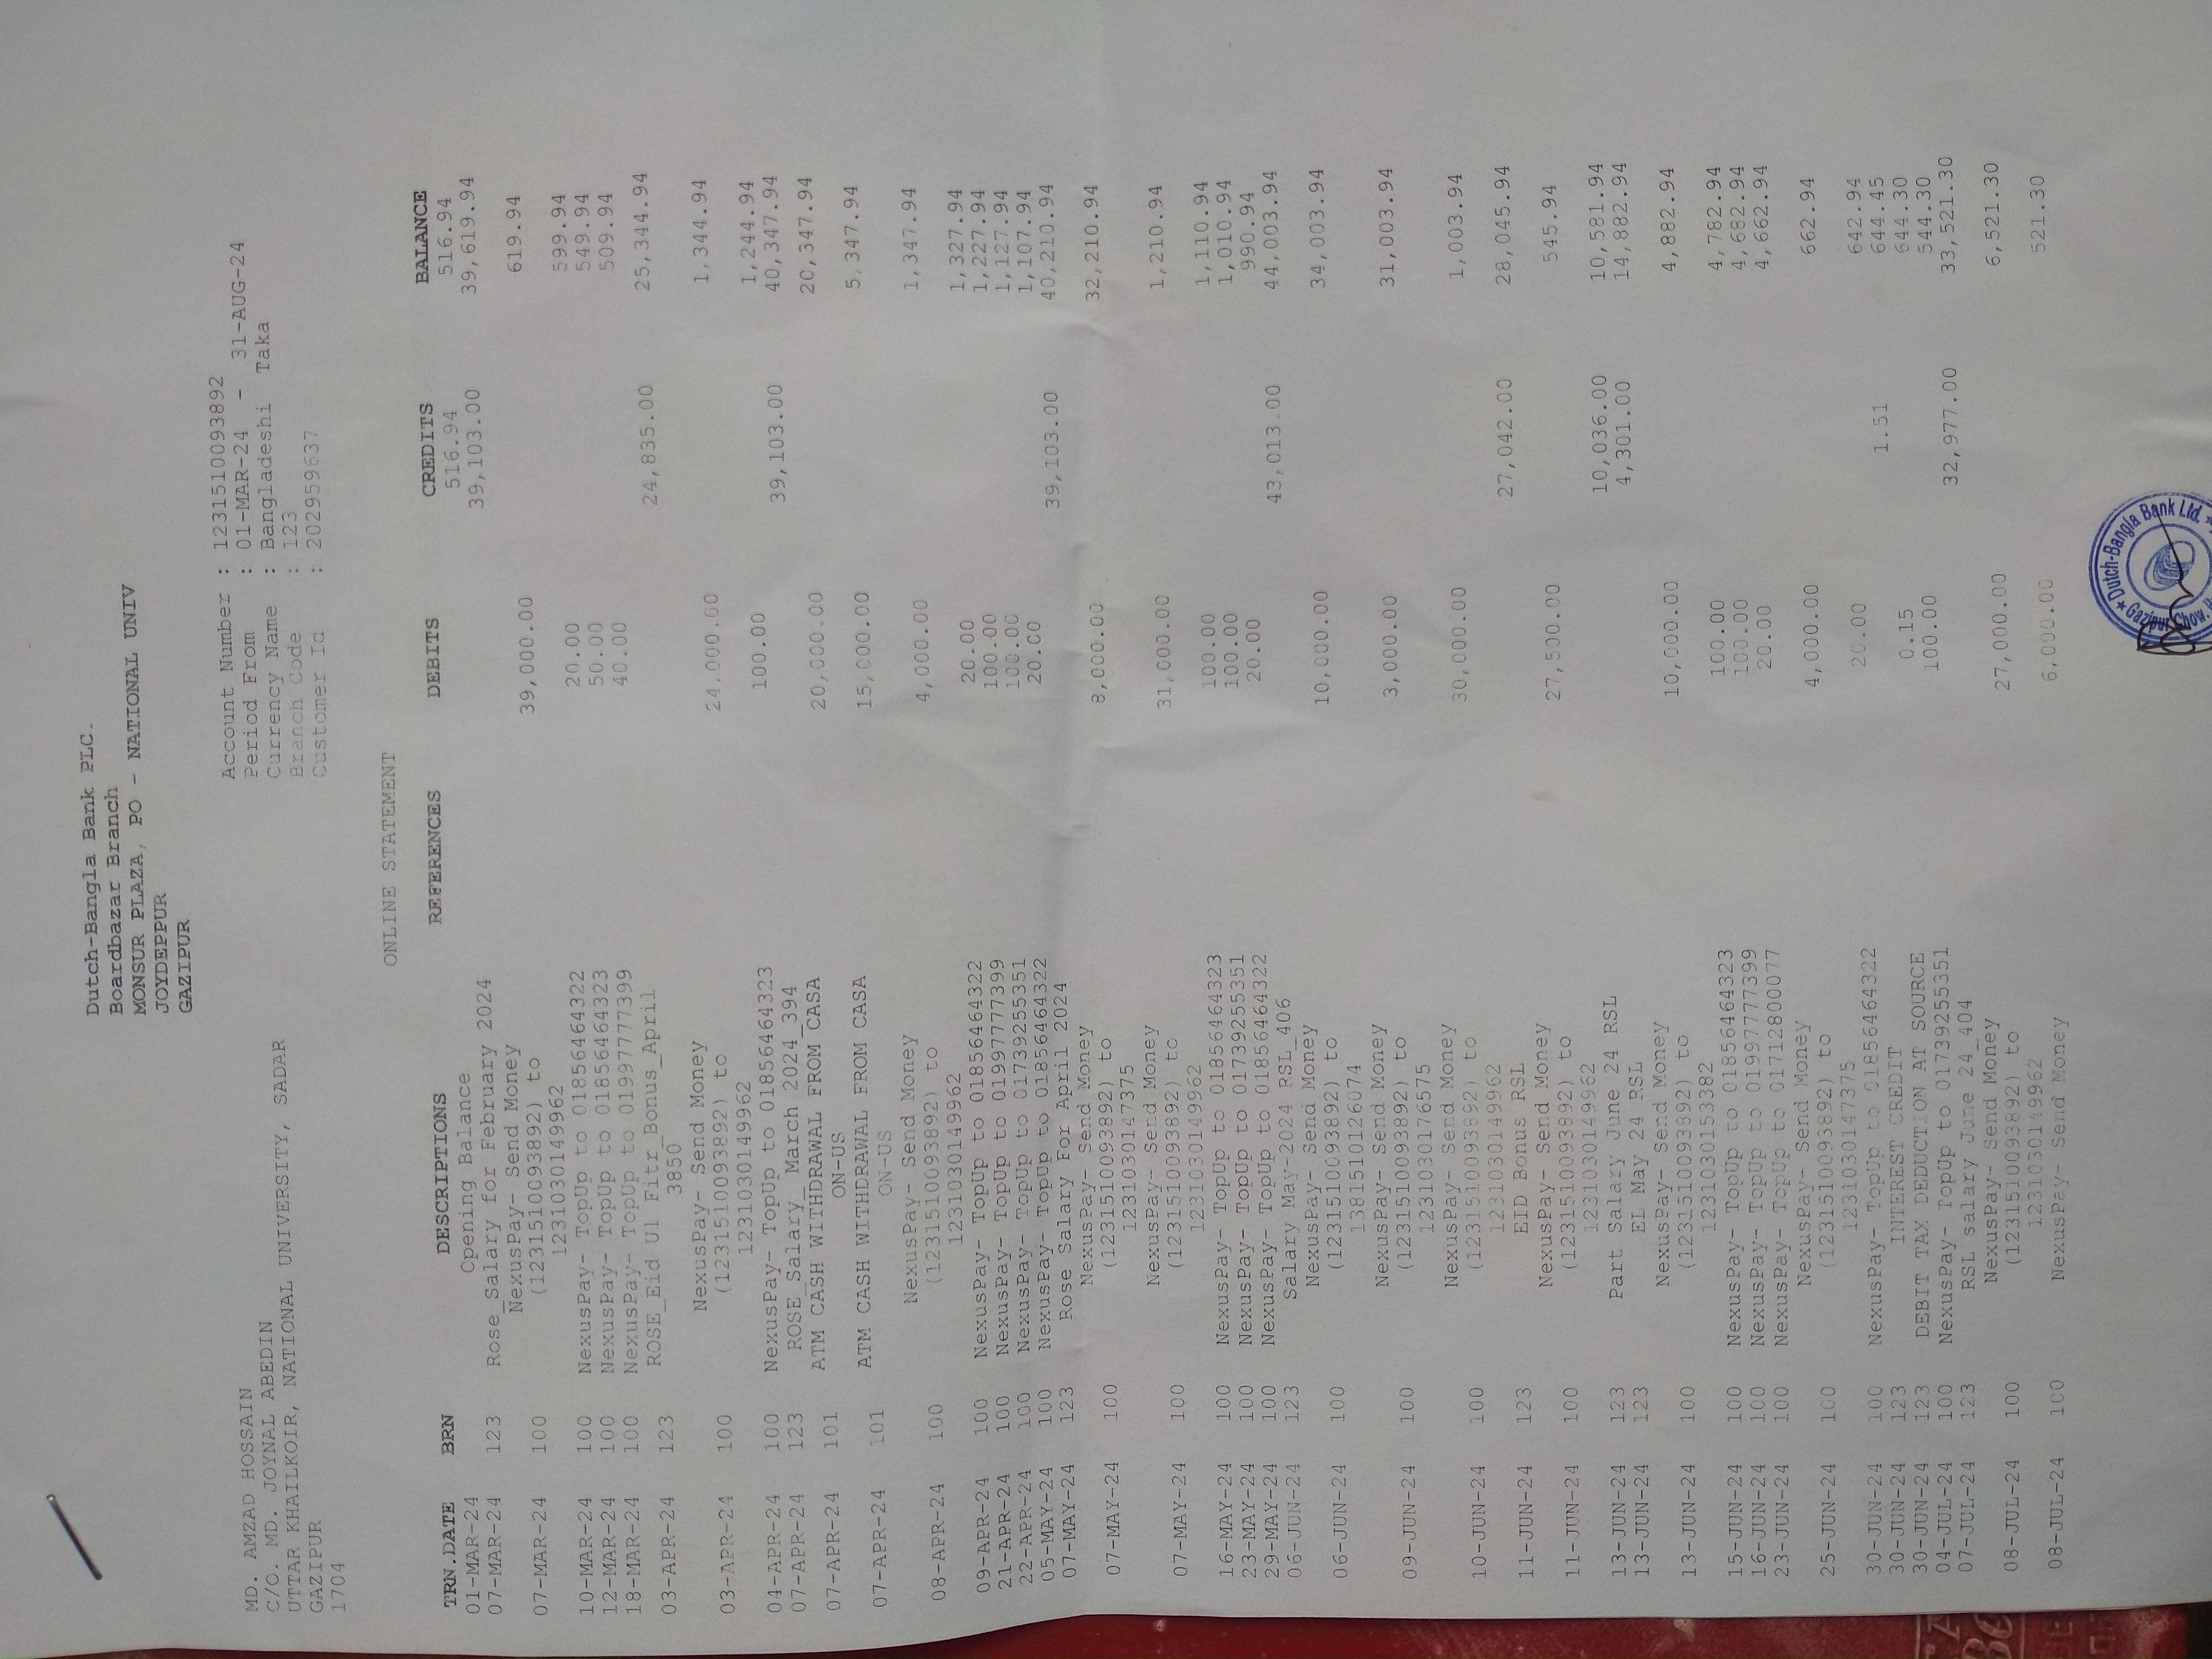 Dutch-Bangla Bank PLC.
Boardbazar Branch
MONSUR PLAZA, PO - NATIONAL UNIV
JOYDEPPUR
GAZIPUR
MD. AMZAD HOSSAIN
C/O. MD. JOYNAL ABEDIN
UTTAR KHAILKOIR, NATIONAL UNIVERSITY, SADAR
GAZIPUR
1704
Account Number : 1231510093892
Period From : 01-MAR-24 - 31-AUG-24
Currency Name : Bangladeshi Taka
Branch Code : 123
Customer Id : 202959637
ONLINE STATEMENT
TRN.DATE BRN DESCRIPTIONS REFERENCES DEBITS CREDITS BALANCE
01-MAR-24 Opening Balance 516.94 516.94
07-MAR-24 123 Rose_Salary for February 2024 39,103.00 39,619.94
NexusPay- Send Money
07-MAR-24 100 (1231510093892) to 39,000.00 619.94
1231030149962
10-MAR-24 100 NexusPay- TopUp to 01856464322 20.00 599.94
12-MAR-24 100 NexusPay- TopUp to 01856464323 50.00 549.94
18-MAR-24 100 NexusPay- TopUp to 01997777399 40.00 509.94
ROSE_Eid Ul Fitr_Bonus_April
03-APR-24 123 3850 24,835.00 25,344.94
NexusPay- Send Money
03-APR-24 100 (1231510093892) to 24,000.00 1,344.94
1231030149962
04-APR-24 100 NexusPay- TopUp to 01856464323 100.00 1,244.94
07-APR-24 123 ROSE_Salary_ March 2024_394 39,103.00 40,347.94
ATM CASH WITHDRAWAL FROM CASA
07-APR-24 101 ON-US 20,000.00 20,347.94
ATM CASH WITHDRAWAL FROM CASA
07-APR-24 101 ON-US 15,000.00 5,347.94
NexusPay- Send Money
08-APR-24 100 (1231510093892) to 4,000.00 1,347.94
1231030149962
09-APR-24 100 NexusPay- TopUp to 01856464322 20.00 1,327.94
21-APR-24 100 NexusPay- TopUp to 01997777399 100.00 1,227.94
22-APR-24 100 NexusPay- TopUp to 01739255351 100.00 1,127.94
05-MAY-24 100 NexusPay- TopUp to 01856464322 20.00 1,107.94
07-MAY-24 123 Rose Salary For April 2024 39,103.00 40,210.94
NexusPay- Send Money
07-MAY-24 100 (1231510093892) to 8,000.00 32,210.94
1231030147375
NexusPay- Send Money
07-MAY-24 100 (1231510093892) to 31,000.00 1,210.94
1231030149962
16-MAY-24 100 NexusPay- TopUp to 01856464323 100.00 1,110.94
23-MAY-24 100 NexusPay- TopUp to 01739255351 100.00 1,010.94
29-MAY-24 100 NexusPay- TopUp to 01856464322 20.00 990.94
06-JUN-24 123 Salary May-2024 RSL_406 43,013.00 44,003.94
NexusPay- Send Money
06-JUN-24 100 (1231510093892) to 10,000.00 34,003.94
1381510126074
NexusPay- Send Money
09-JUN-24 100 (1231510093892) to 3,000.00 31,003.94
1231030176575
NexusPay- Send Money
10-JUN-24 100 (1231510093892) to 30,000.00 1,003.94
1231030149962
11-JUN-24 123 EID Bonus RSL 27,042.00 28,045.94
NexusPay- Send Money
11-JUN-24 100 (1231510093892) to 27,500.00 545.94
1231030149962
13-JUN-24 123 Part Salary June 24 RSL 10,036.00 10,581.94
13-JUN-24 123 EL May 24 RSL 4,301.00 14,882.94
NexusPay- Send Money
13-JUN-24 100 (1231510093892) to 10,000.00 4,882.94
1231030153382
15-JUN-24 100 NexusPay- TopUp to 01856464323 100.00 4,782.94
16-JUN-24 100 NexusPay- TopUp to 01997777399 100.00 4,682.94
23-JUN-24 100 NexusPay- TopUp to 01712800077 20.00 4,662.94
NexusPay- Send Money
25-JUN-24 100 (1231510093892) to 4,000.00 662.94
1231030147375
30-JUN-24 100 NexusPay- TopUp to 01856464322 20.00 642.94
30-JUN-24 123 INTEREST CREDIT 1.51 644.45
30-JUN-24 123 DEBIT TAX DEDUCTION AT SOURCE 0.15 644.30
04-JUL-24 100 NexusPay- TopUp to 01739255351 100.00 544.30
07-JUL-24 123 RSL salary June 24_404 32,977.00 33,521.30
NexusPay- Send Money
08-JUL-24 100 (1231510093892) to 27,000.00 6,521.30
1231030149962
08-JUL-24 100 NexusPay- Send Money 6,000.00 521.30
Dutch-Bangla Bank Ltd.
Gazipur